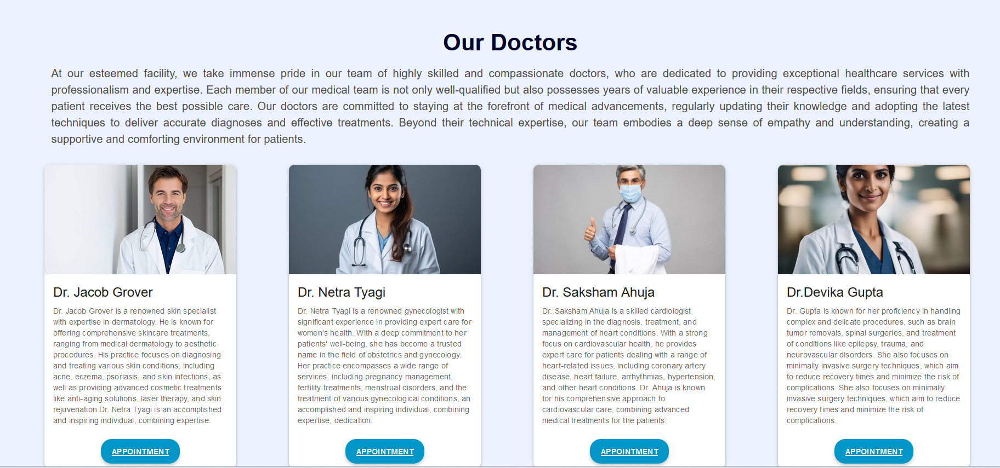 Our Doctors
At our esteemed facility, we take immense pride in our team of highly skilled and compassionate doctors, who are dedicated to providing exceptional healthcare services with
professionalism and expertise. Each member of our medical team is not only well-qualified but also possesses years of valuable experience in their respective fields, ensuring that every
patient receives the best possible care. Our doctors are committed to staying at the forefront of medical advancements, regularly updating their knowledge and adopting the latest
techniques to deliver accurate diagnoses and effective treatments. Beyond their technical expertise, our team embodies a deep sense of empathy and understanding, creating a
supportive and comforting environment for patients.
Dr. Jacob Grover
Dr. Jacob Grover is a renowned skin specialist
with expertise in dermatology. He is known for
offering comprehensive skincare treatments,
ranging from medical dermatology to aesthetic
procedures. His practice focuses on diagnosing
and treating various skin conditions, including
acne, eczema, psoriasis, and skin infections, as
well as providing advanced cosmetic treatments
like anti-aging solutions, laser therapy, and skin
rejuvenation.Dr. Netra Tyagi is an accomplished
and inspiring individual, combining expertise.
APPOINTMENT
Dr. Netra Tyagi
Dr. Netra Tyagi is a renowned gynecologist with
significant experience in providing expert care for
women's health. With a deep commitment to her
patients' well-being, she has become a trusted
name in the field of obstetrics and gynecology.
Her practice encompasses a wide range of
services, including pregnancy management,
fertility treatments, menstrual disorders, and the
treatment of various gynecological conditions, an
accomplished and inspiring individual, combining
expertise, dedication.
APPOINTMENT
Dr. Saksham Ahuja
Dr. Saksham Ahuja is a skilled cardiologist
specializing in the diagnosis, treatment, and
management of heart conditions. With a strong
focus on cardiovascular health, he provides
expert care for patients dealing with a range of
heart-related issues, including coronary artery
disease, heart failure, arrhythmias, hypertension,
and other heart conditions. Dr. Ahuja is known
for his comprehensive approach to
cardiovascular care, combining advanced
medical treatments for the patients.
APPOINTMENT
Dr.Devika Gupta
Dr. Gupta is known for her proficiency in handling
complex and delicate procedures, such as brain
tumor removals, spinal surgeries, and treatment
of conditions like epilepsy, trauma, and
neurovascular disorders. She also focuses on
minimally invasive surgery techniques, which aim
to reduce recovery times and minimize the risk of
complications. She also focuses on minimally
invasive surgery techniques, which aim to reduce
recovery times and minimize the risk of
complications.
APPOINTMENT